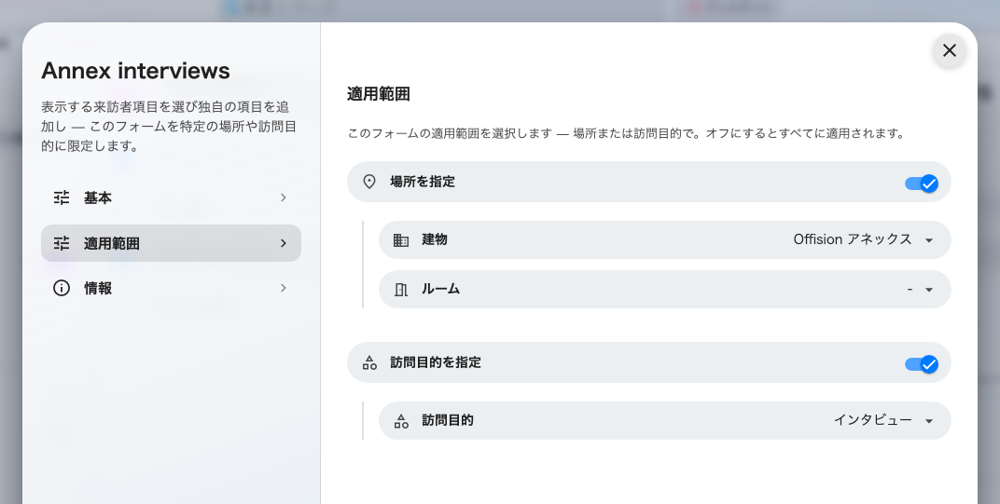 Annex interviews
表示する来訪者項目を選び独自の項目を追
加し — このフォームを特定の場所や訪問目
的に限定します。
基本
適用範囲
情報
適用範囲
このフォームの適用範囲を選択します — 場所または訪問目的で。オフにするとすべてに適用されます。
場所を指定
建物 Offision アネックス
ルーム -
訪問目的を指定
訪問目的 インタビュー